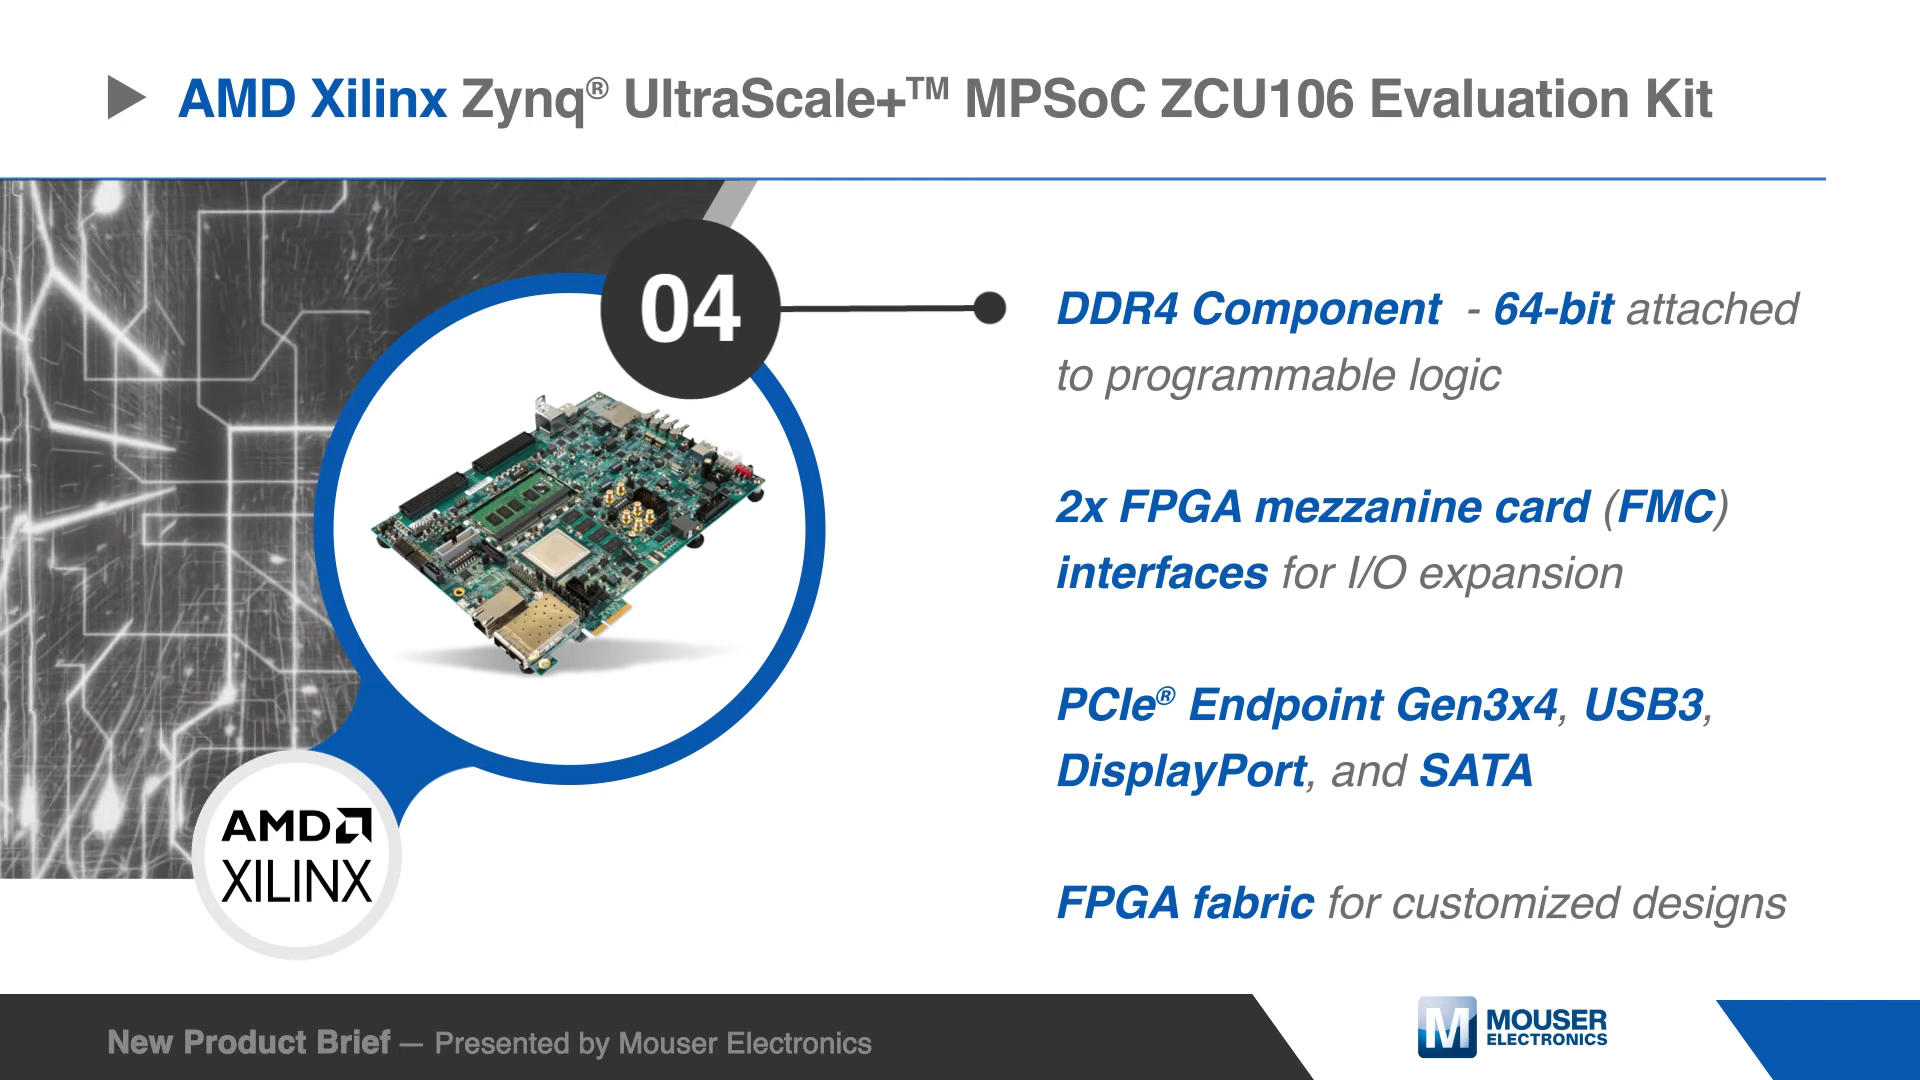 AMD Xilinx Zynq® UltraScale+™ MPSoC ZCU106 Evaluation Kit
04
DDR4 Component - 64-bit attached
to programmable logic
2x FPGA mezzanine card (FMC)
interfaces for I/O expansion
PCIe® Endpoint Gen3x4, USB3,
DisplayPort, and SATA
FPGA fabric for customized designs
AMD
XILINX
New Product Brief — Presented by Mouser Electronics
M MOUSER
ELECTRONICS